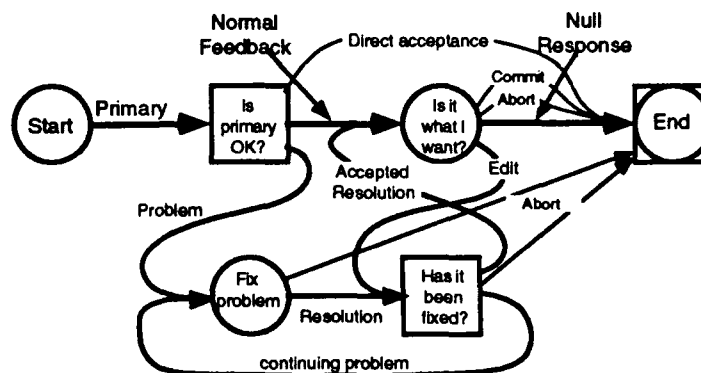 Normal
Feedback
Direct acceptance
Null
Response
Start
Primary
Is
primary
OK?
Is it
what I
want?
Commit
Abort
End
Accepted
Resolution
Edit
Problem
Abort
Fix
problem
Resolution
Has it
been
fixed?
continuing problem